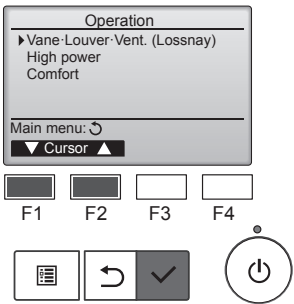 Operation
Vane·Louver·Vent. (Lossnay)
High power
Comfort
Main menu:
Cursor
F1 F2 F3 F4